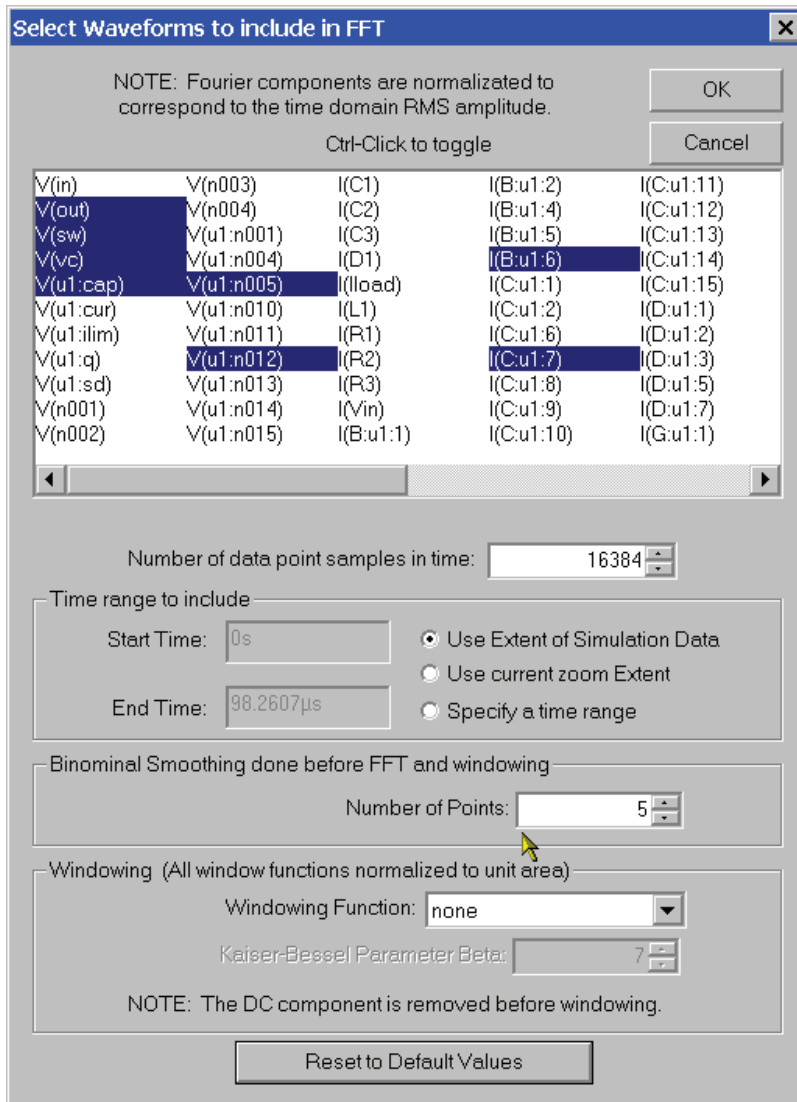 Select Waveforms to include in FFT
NOTE: Fourier components are normalizated to
correspond to the time domain RMS amplitude.
OK
Ctrl-Click to toggle
Cancel
V(in) V(n003) I(C1) I(B:u1:2) I(C:u1:11)
V(out) V(n004) I(C2) I(B:u1:4) I(C:u1:12)
V(sw) V(u1:n001) I(C3) I(B:u1:5) I(C:u1:13)
V(vc) V(u1:n004) I(D1) I(B:u1:6) I(C:u1:14)
V(u1:cap) V(u1:n005) I(Iload) I(C:u1:1) I(C:u1:15)
V(u1:cur) V(u1:n010) I(L1) I(C:u1:2) I(D:u1:1)
V(u1:ilim) V(u1:n011) I(R1) I(C:u1:6) I(D:u1:2)
V(u1:q) V(u1:n012) I(R2) I(C:u1:7) I(D:u1:3)
V(u1:sd) V(u1:n013) I(R3) I(C:u1:8) I(D:u1:5)
V(n001) V(u1:n014) I(Vin) I(C:u1:9) I(D:u1:7)
V(n002) V(u1:n015) I(B:u1:1) I(C:u1:10) I(G:u1:1)
Number of data point samples in time: 16384
Time range to include
Start Time: 0s
Use Extent of Simulation Data
Use current zoom Extent
End Time: 98.2607µs
Specify a time range
Binominal Smoothing done before FFT and windowing
Number of Points: 5
Windowing (All window functions normalized to unit area)
Windowing Function: none
Kaiser-Bessel Parameter Beta: 7
NOTE: The DC component is removed before windowing.
Reset to Default Values